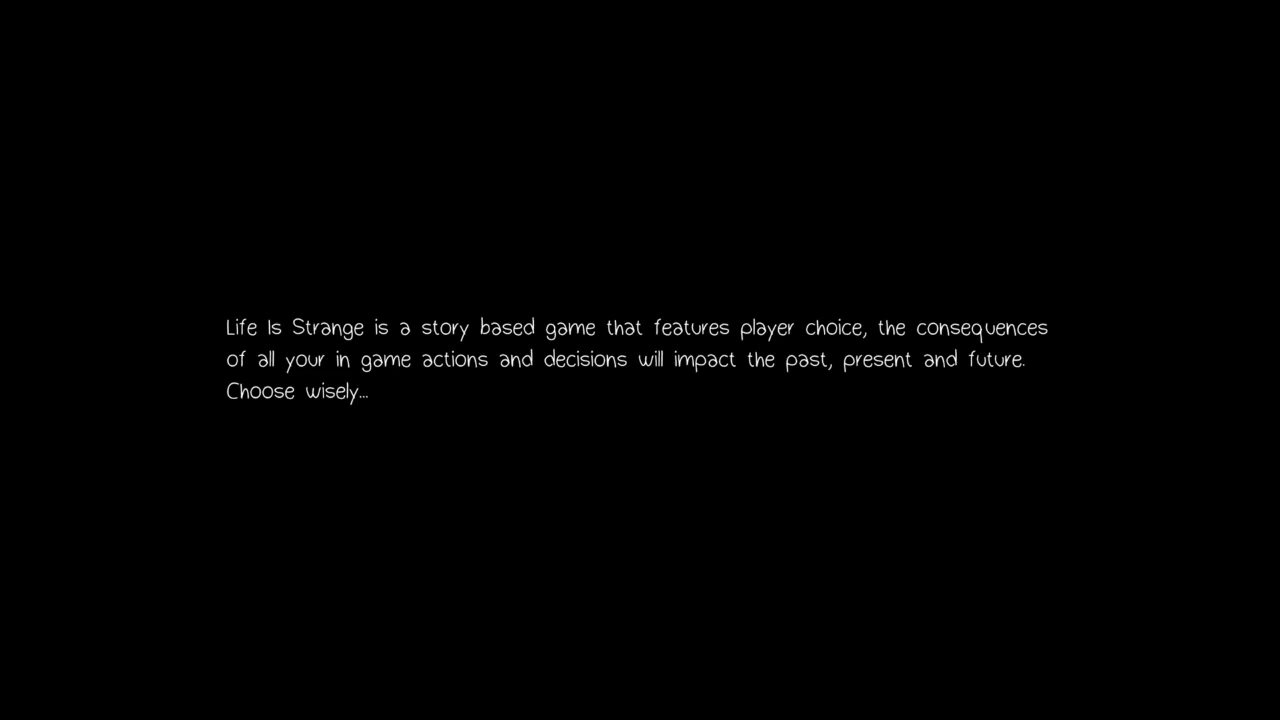 Life Is Strange is a story based game that features player choice, the consequences
of all your in game actions and decisions will impact the past, present and future.
Choose wisely...